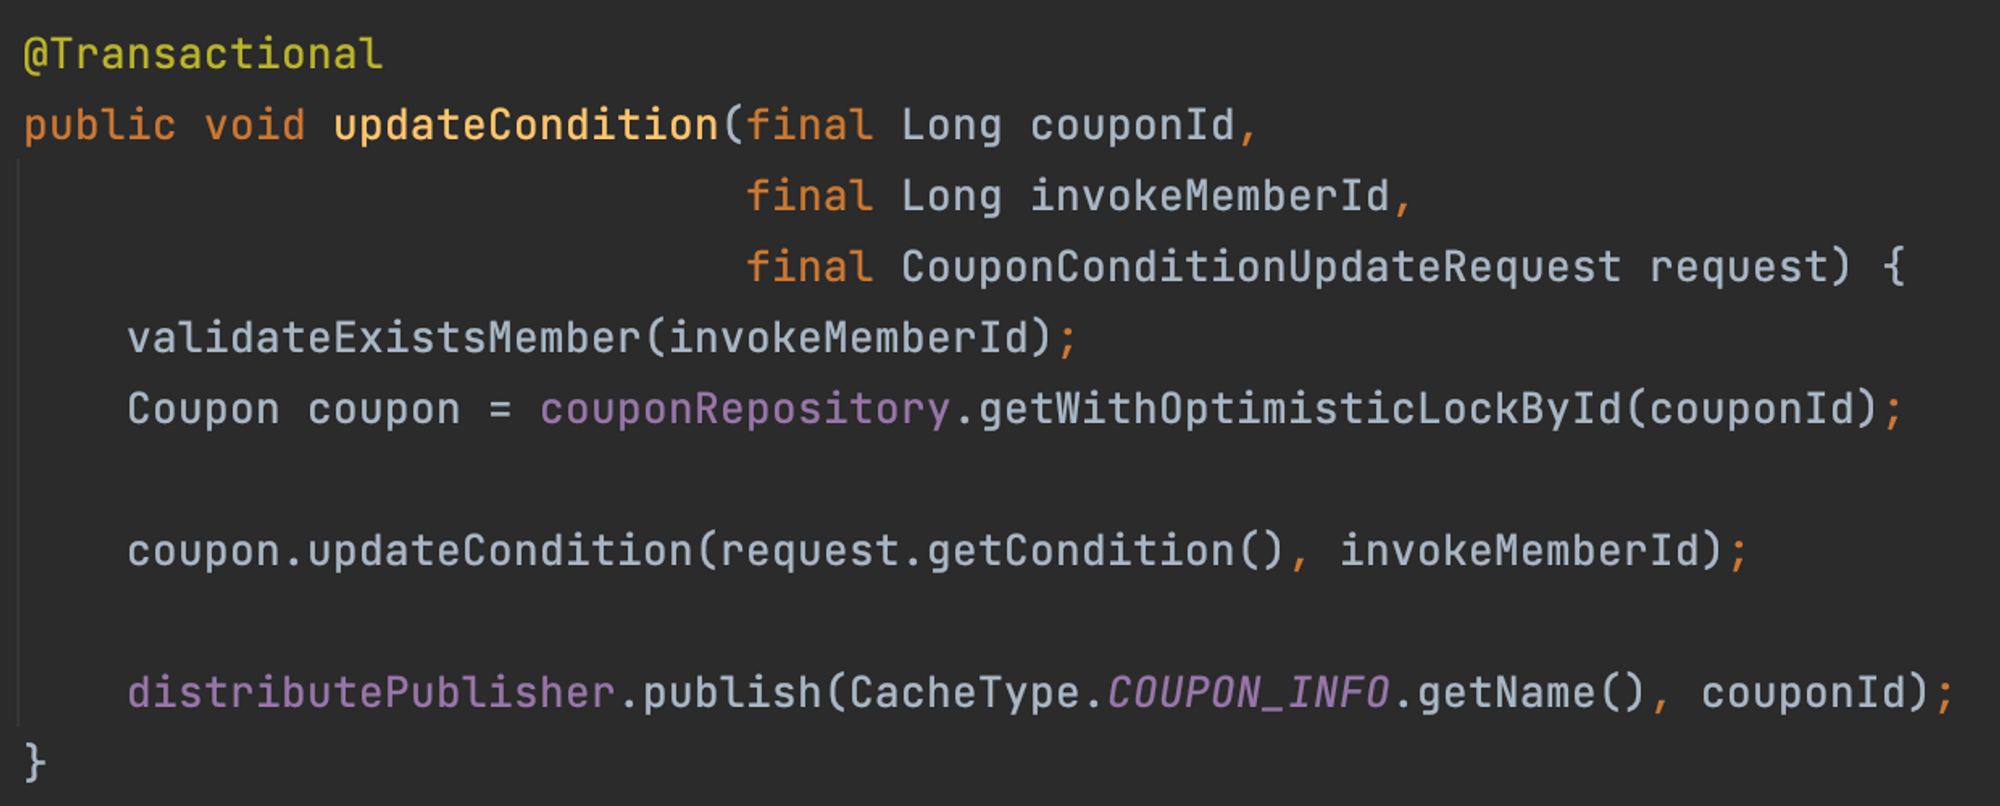 @Transactional
public void updateCondition(final Long couponId,
final Long invokeMemberId,
final CouponConditionUpdateRequest request) {
validateExistsMember(invokeMemberId);
Coupon coupon = couponRepository.getWithOptimisticLockById(couponId);
coupon.updateCondition(request.getCondition(), invokeMemberId);
distributePublisher.publish(CacheType.COUPON_INFO.getName(), couponId);
}